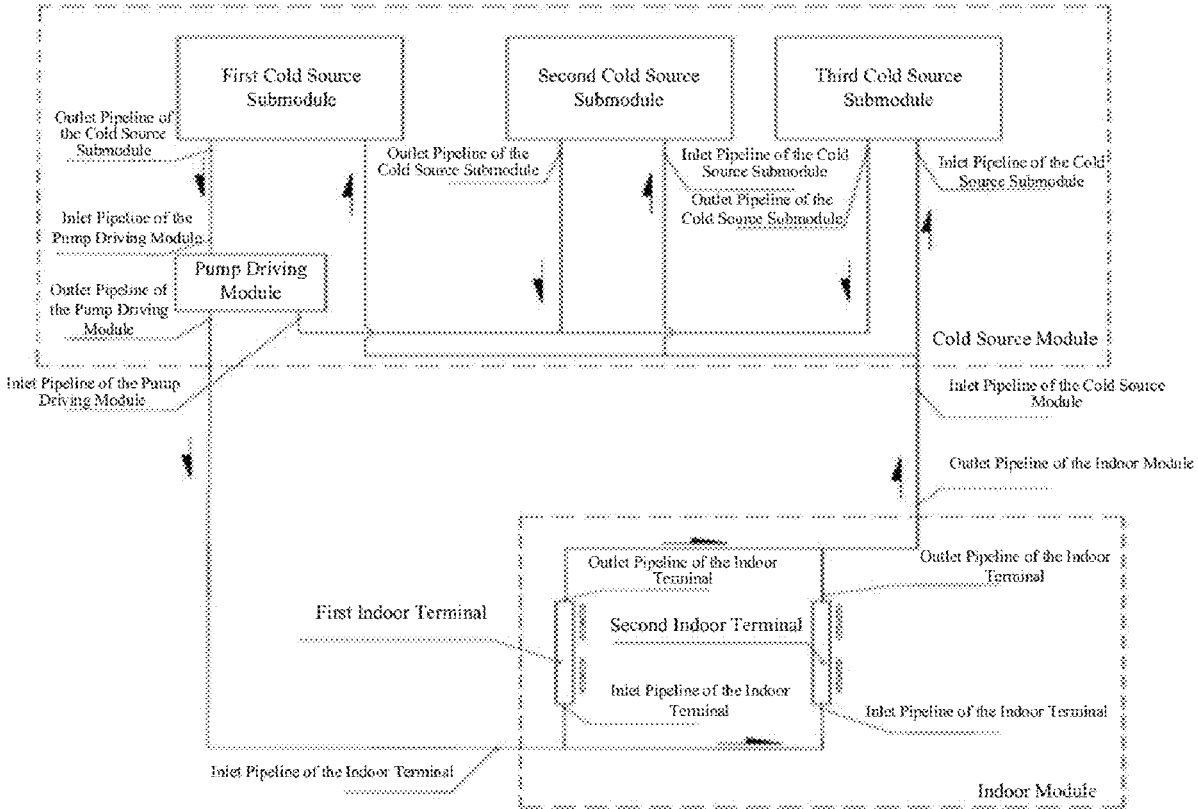 First Cold Source
Submodule
Second Cold Source
Submodule
Third Cold Source
Submodule
Outlet Pipeline of
the Cold Source
Submodule
Outlet Pipeline of the
Cold Source Submodule
Inlet Pipeline of the Cold
Source Submodule
Outlet Pipeline of the
Cold Source Submodule
Inlet Pipeline of the Cold
Source Submodule
Inlet Pipeline of the
Pump Driving Module
Pump Driving
Module
Outlet Pipeline of
the Pump Driving
Module
Cold Source Module
Inlet Pipeline of the Pump
Driving Module
Inlet Pipeline of the Cold Source
Module
Outlet Pipeline of the Indoor Module
Outlet Pipeline of the Indoor
Terminal
Outlet Pipeline of the Indoor
Terminal
First Indoor Terminal
Second Indoor Terminal
Inlet Pipeline of the Indoor
Terminal
Inlet Pipeline of the Indoor Terminal
Inlet Pipeline of the Indoor Terminal
Indoor Module